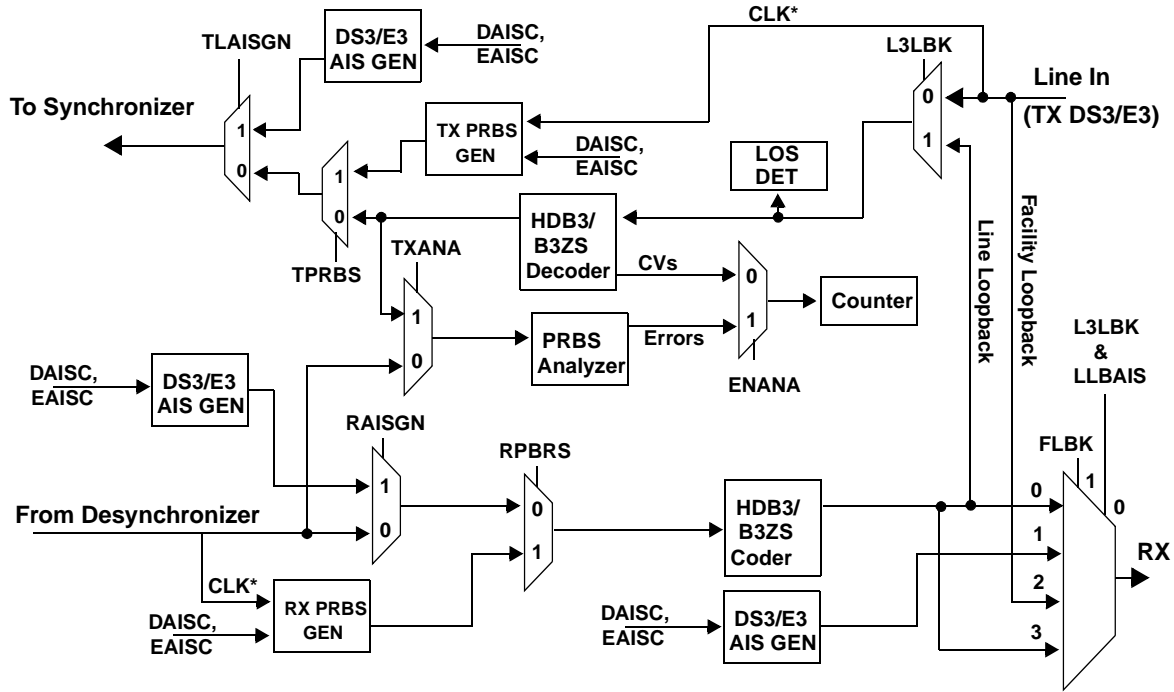 CLK*
TLAISGN
DS3/E3
AIS GEN
DAISC,
EAISC
L3LBK
Line In
(TX DS3/E3)
To Synchronizer
1
0
TX PRBS
GEN
DAISC,
EAISC
0
1
LOS
DET
1
0
HDB3/
B3ZS
Decoder
TPRBS
TXANA
CVs
0
1
Counter
Line Loopback
Facility Loopback
1
0
PRBS
Analyzer
Errors
ENANA
L3LBK
&
LLBAIS
DAISC,
EAISC
DS3/E3
AIS GEN
RAISGN
RPBRS
FLBK
1
0
1
0
From Desynchronizer
0
1
HDB3/
B3ZS
Coder
0
1
2
3
RX
CLK*
DAISC,
EAISC
RX PRBS
GEN
DAISC,
EAISC
DS3/E3
AIS GEN